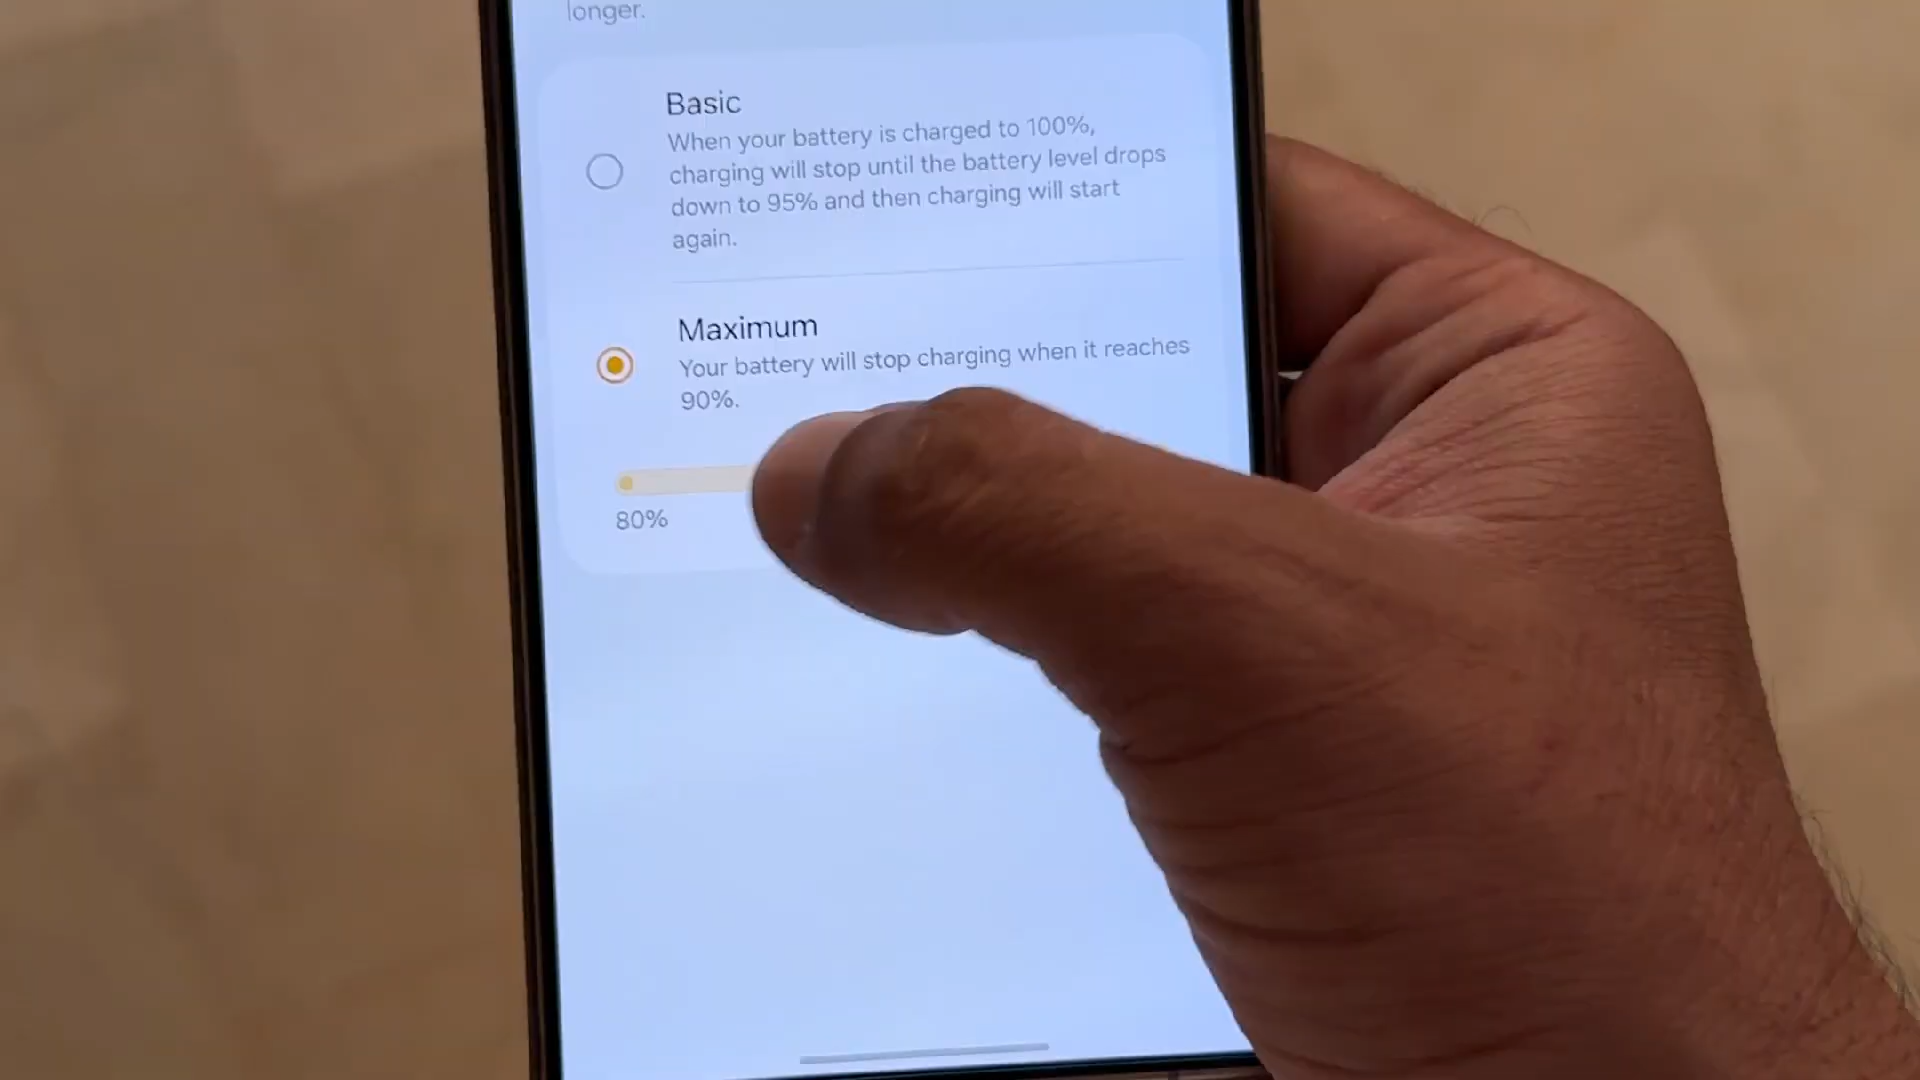 longer.
Basic
When your battery is charged to 100%,
charging will stop until the battery level drops
down to 95% and then charging will start
again.
Maximum
Your battery will stop charging when it reaches
90%.
80%